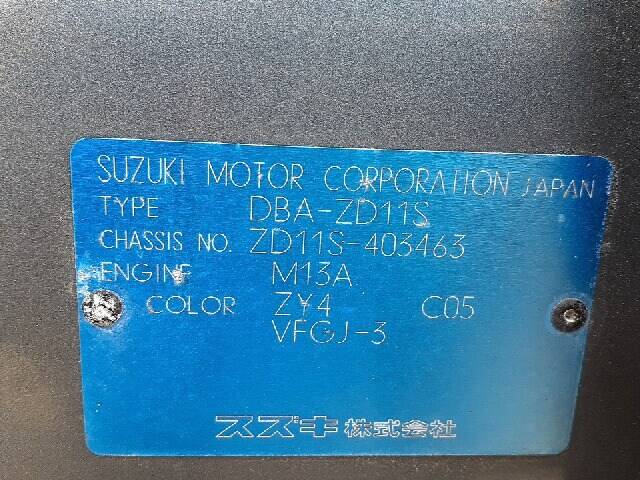 SUZUKI MOTOR CORPORATION JAPAN
TYPE DBA-ZD11S
CHASSIS NO. ZD11S-403463
ENGINE M13A
COLOR ZY4 C05
VFGJ-3
スズキ株式会社